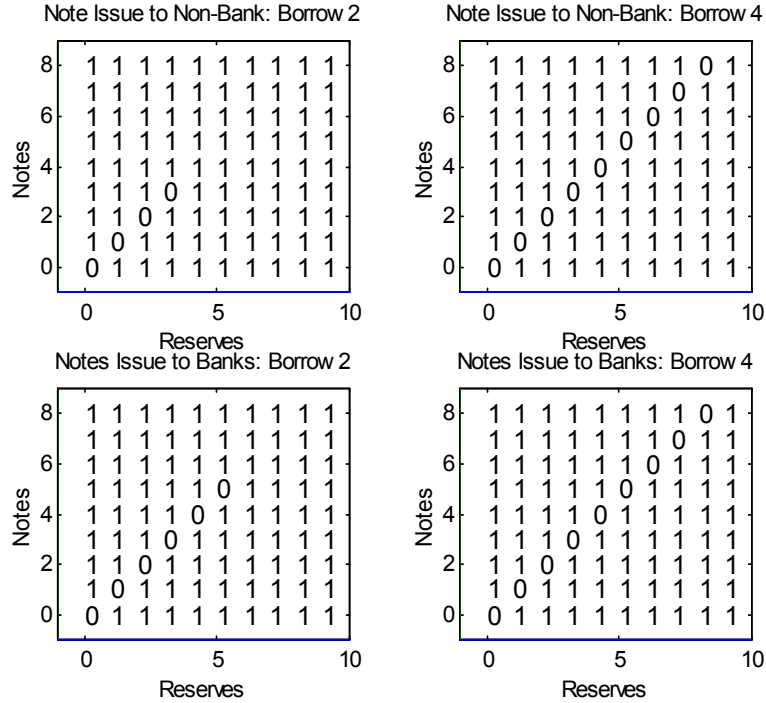 Note Issue to Non-Bank: Borrow 2
8 1 1 1 1 1 1 1 1 1 1
1 1 1 1 1 1 1 1 1 1
6 1 1 1 1 1 1 1 1 1 1
1 1 1 1 1 1 1 1 1 1
4 1 1 1 1 1 1 1 1 1 1
1 1 1 0 1 1 1 1 1 1
2 1 1 0 1 1 1 1 1 1 1
1 0 1 1 1 1 1 1 1 1
0 0 1 1 1 1 1 1 1 1 1
Notes
0 5 10
Reserves
Note Issue to Non-Bank: Borrow 4
8 1 1 1 1 1 1 1 1 0 1
1 1 1 1 1 1 1 0 1 1
6 1 1 1 1 1 1 0 1 1 1
1 1 1 1 1 0 1 1 1 1
4 1 1 1 1 0 1 1 1 1 1
1 1 1 0 1 1 1 1 1 1
2 1 1 0 1 1 1 1 1 1 1
1 0 1 1 1 1 1 1 1 1
0 0 1 1 1 1 1 1 1 1 1
Notes
0 5 10
Reserves
Notes Issue to Banks: Borrow 2
8 1 1 1 1 1 1 1 1 1 1
1 1 1 1 1 1 1 1 1 1
6 1 1 1 1 1 1 1 1 1 1
1 1 1 1 1 0 1 1 1 1
4 1 1 1 1 0 1 1 1 1 1
1 1 1 0 1 1 1 1 1 1
2 1 1 0 1 1 1 1 1 1 1
1 0 1 1 1 1 1 1 1 1
0 0 1 1 1 1 1 1 1 1 1
Notes
0 5 10
Reserves
Notes Issue to Banks: Borrow 4
8 1 1 1 1 1 1 1 1 0 1
1 1 1 1 1 1 1 0 1 1
6 1 1 1 1 1 1 0 1 1 1
1 1 1 1 1 0 1 1 1 1
4 1 1 1 1 0 1 1 1 1 1
1 1 1 0 1 1 1 1 1 1
2 1 1 0 1 1 1 1 1 1 1
1 0 1 1 1 1 1 1 1 1
0 0 1 1 1 1 1 1 1 1 1
Notes
0 5 10
Reserves